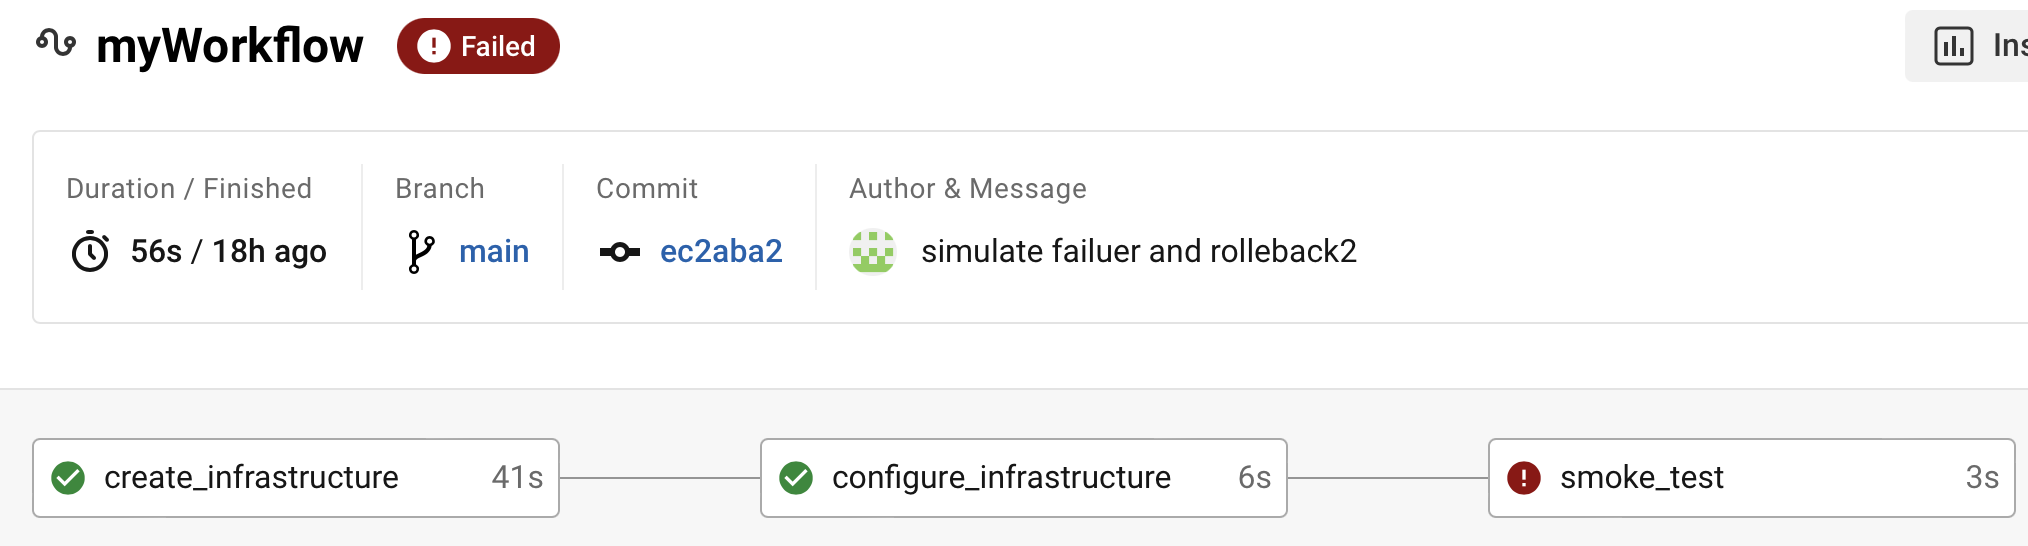 myWorkflow Failed
Duration / Finished Branch Commit Author & Message
56s / 18h ago main ec2aba2 simulate failuer and rolleback2
create_infrastructure 41s configure_infrastructure 6s smoke_test 3s